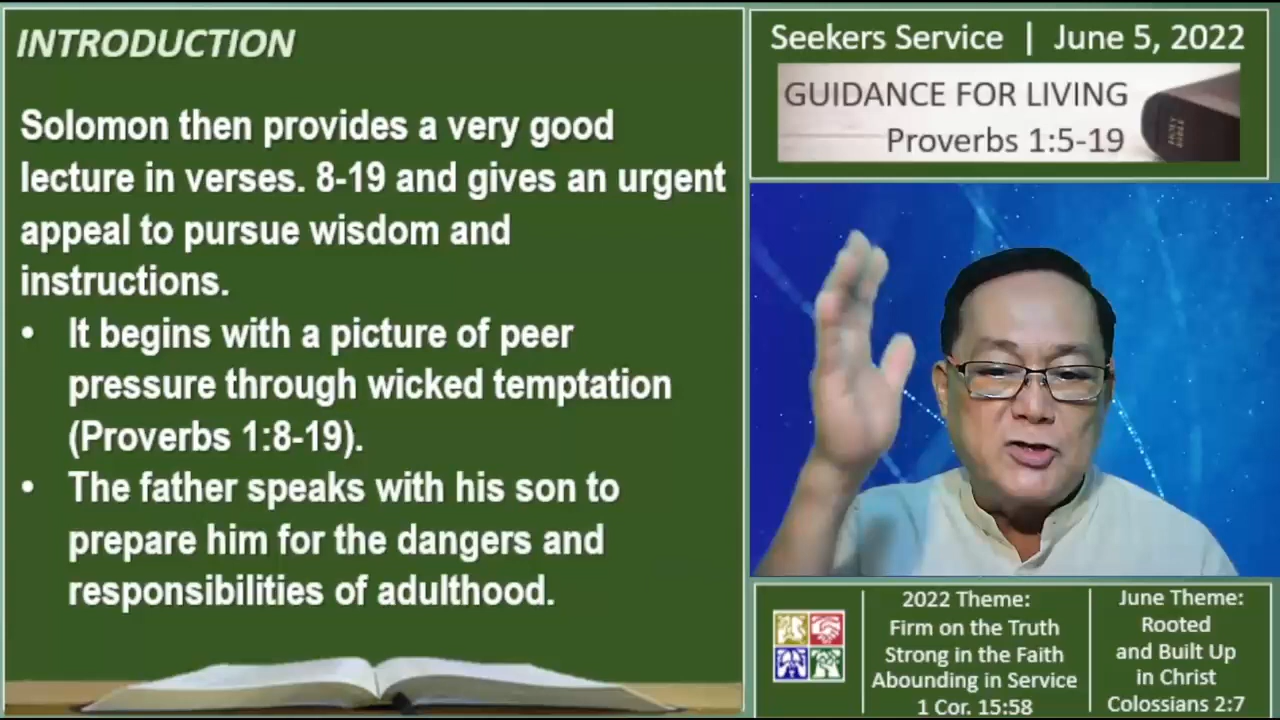 INTRODUCTION
Solomon then provides a very good
lecture in verses. 8-19 and gives an urgent
appeal to pursue wisdom and
instructions.
• It begins with a picture of peer
pressure through wicked temptation
(Proverbs 1:8-19).
• The father speaks with his son to
prepare him for the dangers and
responsibilities of adulthood.
Seekers Service | June 5, 2022
GUIDANCE FOR LIVING
Proverbs 1:5-19
HOLY
BIBLE
2022 Theme:
Firm on the Truth
Strong in the Faith
Abounding in Service
1 Cor. 15:58
June Theme:
Rooted
and Built Up
in Christ
Colossians 2:7